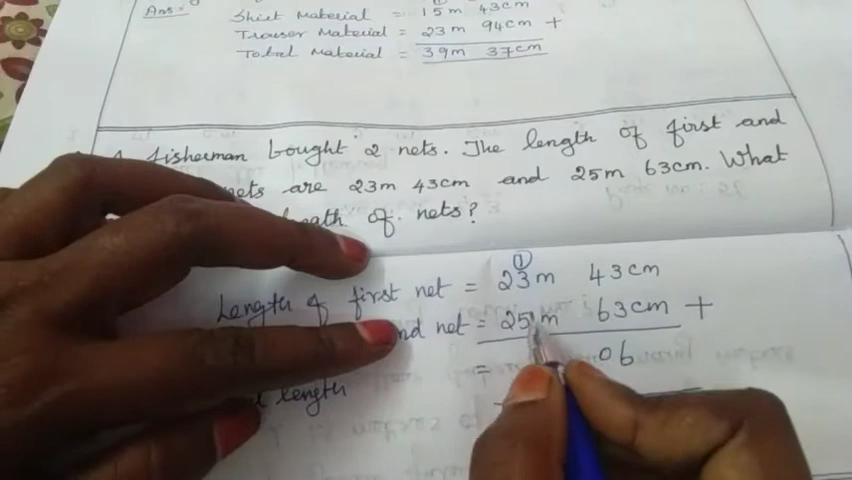 Ans:
Shirt Material = 15m 43cm
Trouser Material = 23m 94cm +
Total Material = 39m 37cm
fisherman bought 2 nets. The length of first and
nets are 23m 43cm and 25m 63cm. What
of nets?
Length of first net = 23m 43cm
1
net = 25m 63cm +
= 06
length